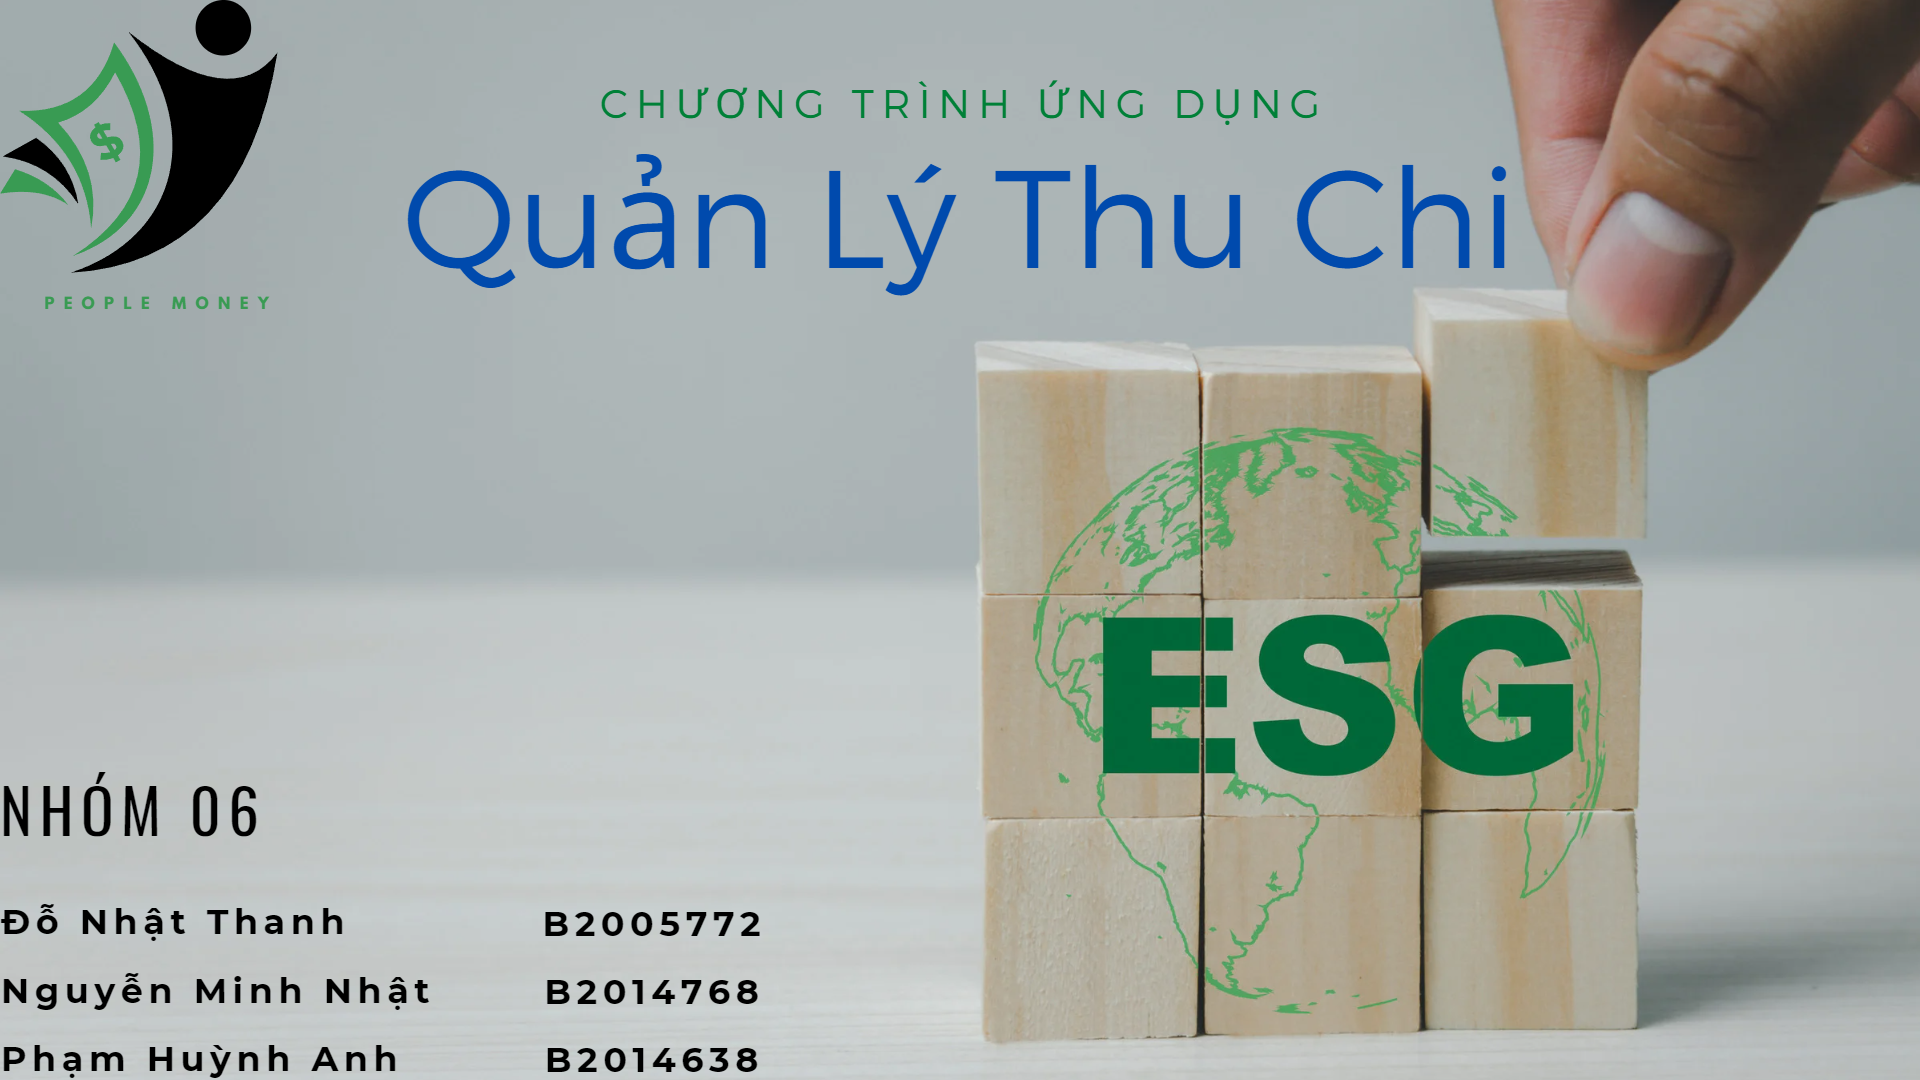 CHƯƠNG TRÌNH ỨNG DỤNG
Quản Lý Thu Chi
$
PEOPLE MONEY
ESG
NHÓM 06
Đỗ Nhật Thanh B2005772
Nguyễn Minh Nhật B2014768
Phạm Huỳnh Anh B2014638